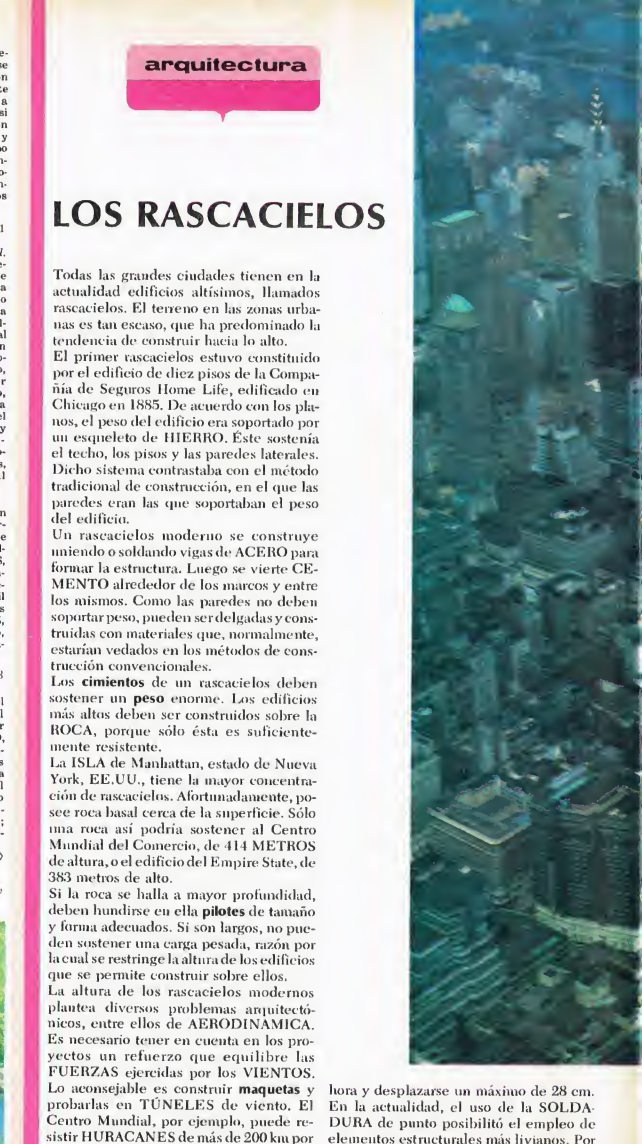 arquitectura
LOS RASCACIELOS
Todas las grandes ciudades tienen en la
actualidad edificios altísimos, llamados
rascacielos. El terreno en las zonas urba-
nas es tan escaso, que ha predominado la
tendencia de construir hacia lo alto.
El primer rascacielos estuvo constituido
por el edificio de diez pisos de la Compa-
ñía de Seguros Home Life, edificado en
Chicago en 1885. De acuerdo con los pla-
nos, el peso del edificio era soportado por
un esqueleto de HIERRO. Éste sostenía
el techo, los pisos y las paredes laterales.
Dicho sistema contrastaba con el método
tradicional de construcción, en el que las
paredes eran las que soportaban el peso
del edificio.
Un rascacielos moderno se construye
uniendo o soldando vigas de ACERO para
formar la estructura. Luego se vierte CE-
MENTO alrededor de los marcos y entre
los mismos. Como las paredes no deben
soportar peso, pueden ser delgadas y cons-
truidas con materiales que, normalmente,
estarían vedados en los métodos de cons-
trucción convencionales.
Los cimientos de un rascacielos deben
sostener un peso enorme. Los edificios
más altos deben ser construidos sobre la
ROCA, porque sólo ésta es suficiente-
mente resistente.
La ISLA de Manhattan, estado de Nueva
York, EE.UU., tiene la mayor concentra-
ción de rascacielos. Afortunadamente, po-
see roca basal cerca de la superficie. Sólo
una roca así podría sostener al Centro
Mundial del Comercio, de 414 METROS
de altura, o el edificio del Empire State, de
383 metros de alto.
Si la roca se halla a mayor profundidad,
deben hundirse en ella pilotes de tamaño
y forma adecuados. Si son largos, no pue-
den sostener una carga pesada, razón por
la cual se restringe la altura de los edificios
que se permite construir sobre ellos.
La altura de los rascacielos modernos
plantea diversos problemas arquitectó-
nicos, entre ellos de AERODINAMICA.
Es necesario tener en cuenta en los pro-
yectos un refuerzo que equilibre las
FUERZAS ejercidas por los VIENTOS.
Lo aconsejable es construir maquetas y
probarlas en TÚNELES de viento. El
Centro Mundial, por ejemplo, puede re-
sistir HURACANES de más de 200 km por
hora y desplazarse un máximo de 28 cm.
En la actualidad, el uso de la SOLDA-
DURA de punto posibilitó el empleo de
elementos estructurales más livianos. Por